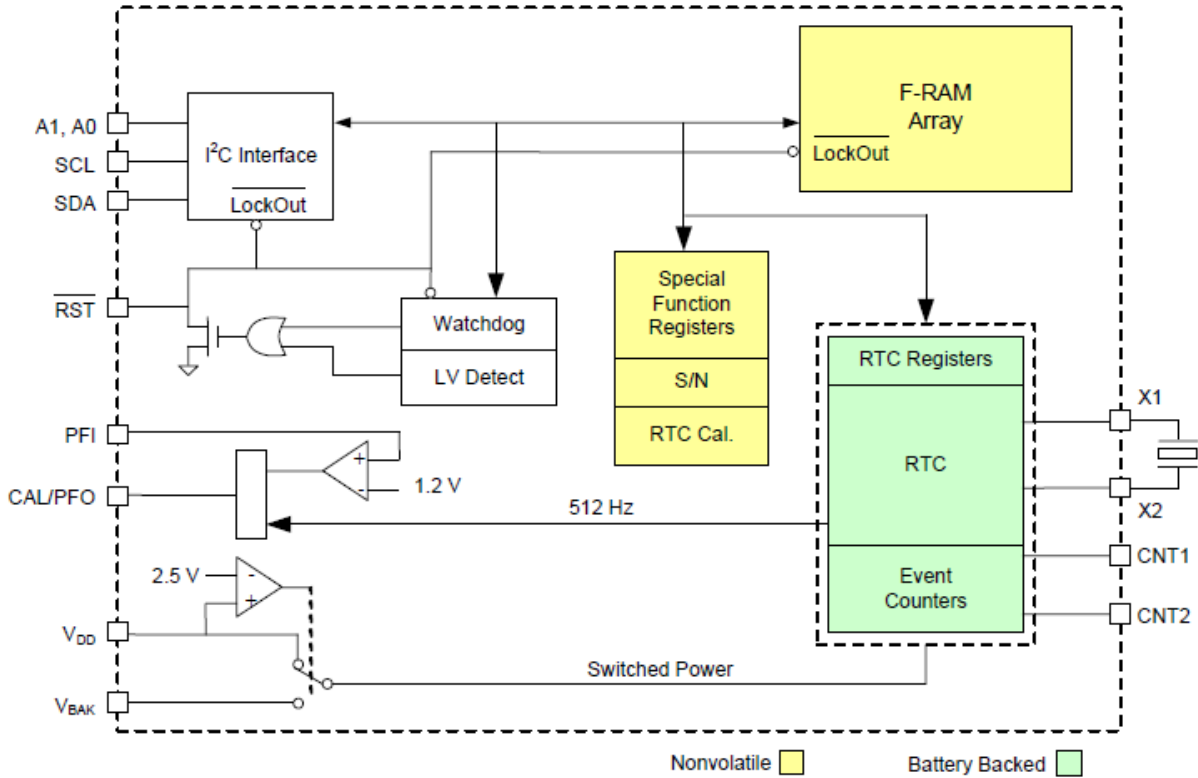 F-RAM
Array
LockOut
A1, A0
SCL
SDA
I²C Interface
LockOut
RST
Watchdog
LV Detect
Special
Function
Registers
S/N
RTC Cal.
RTC Registers
RTC
Event
Counters
X1
X2
CNT1
CNT2
PFI
CAL/PFO
+
-
1.2 V
512 Hz
2.5 V
-
+
VDD
VBAK
Switched Power
Nonvolatile
Battery Backed